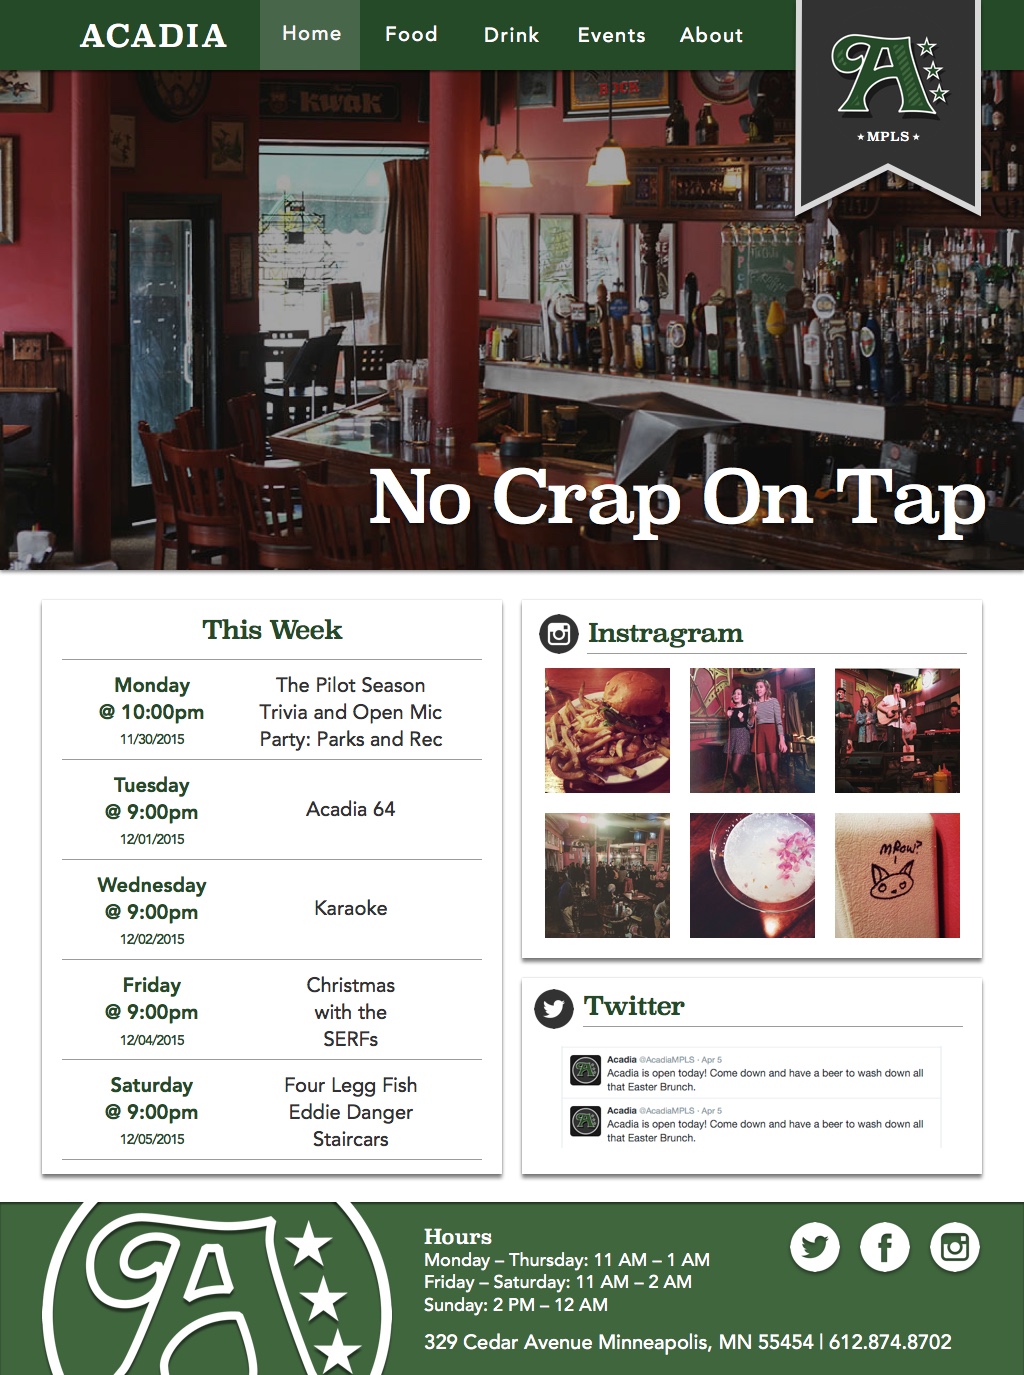 ACADIA
Home
Food
Drink
Events
About
A
★ MPLS ★
kwak
No Crap On Tap
This Week
Monday
@ 10:00pm
11/30/2015
The Pilot Season
Trivia and Open Mic
Party: Parks and Rec
Tuesday
@ 9:00pm
12/01/2015
Acadia 64
Wednesday
@ 9:00pm
12/02/2015
Karaoke
Friday
@ 9:00pm
12/04/2015
Christmas
with the
SERFs
Saturday
@ 9:00pm
12/05/2015
Four Legg Fish
Eddie Danger
Staircars
Instragram
MROW?
Twitter
Acadia @AcadiaMPLS · Apr 5
Acadia is open today! Come down and have a beer to wash down all
that Easter Brunch.
Acadia @AcadiaMPLS · Apr 5
Acadia is open today! Come down and have a beer to wash down all
that Easter Brunch.
A
Hours
Monday – Thursday: 11 AM – 1 AM
Friday – Saturday: 11 AM – 2 AM
Sunday: 2 PM – 12 AM
329 Cedar Avenue Minneapolis, MN 55454 | 612.874.8702